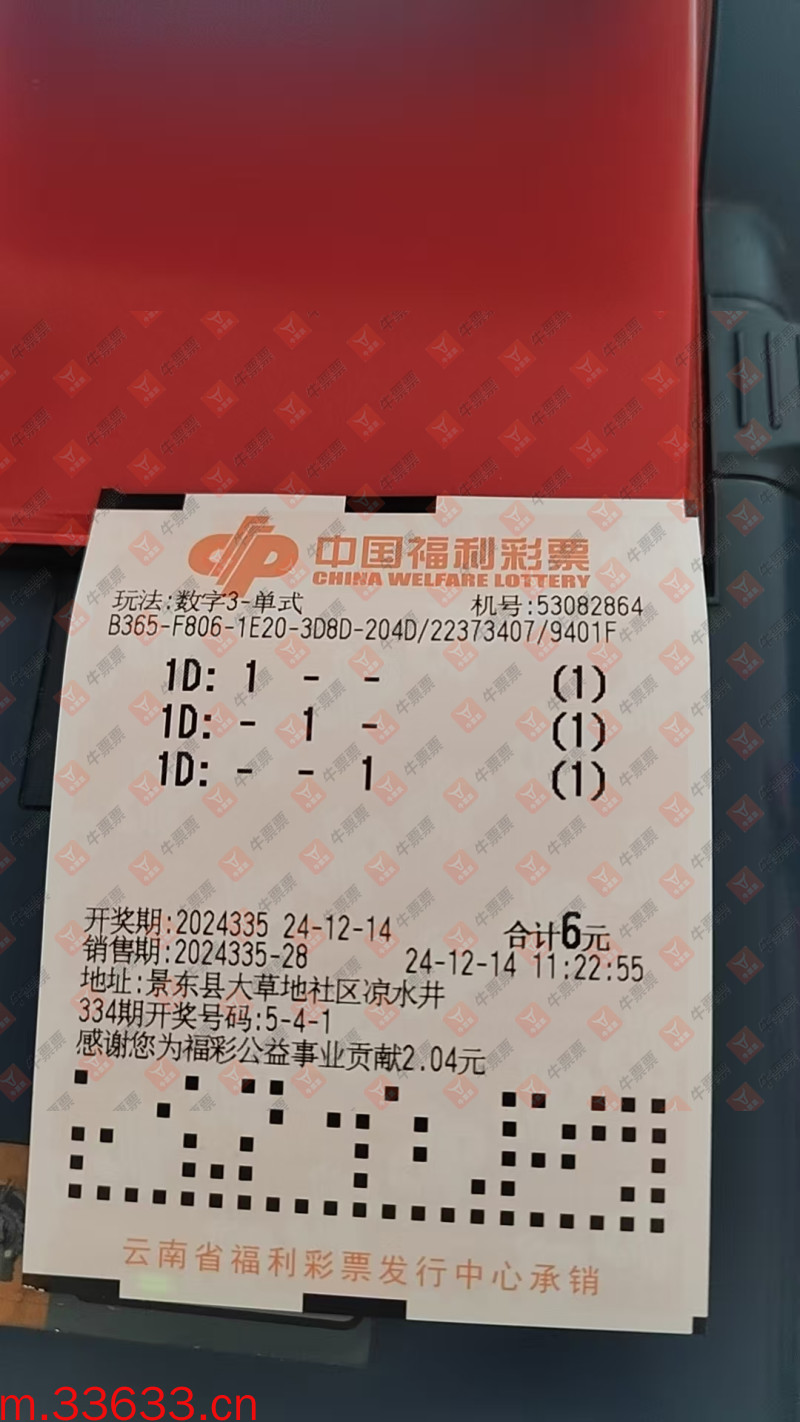 中国福利彩票
CHINA WELFARE LOTTERY
玩法:数字3-单式 机号:53082864
B365-F806-1E20-3D8D-204D/22373407/9401F
1D: 1 - - (1)
1D: - 1 - (1)
1D: - - 1 (1)
开奖期:2024335 24-12-14 合计6元
销售期:2024335-28 24-12-14 11:22:55
地址:景东县大草地社区凉水井
334期开奖号码:5-4-1
感谢您为福彩公益事业贡献2.04元
云南省福利彩票发行中心承销
牛票票
m.33633.cn